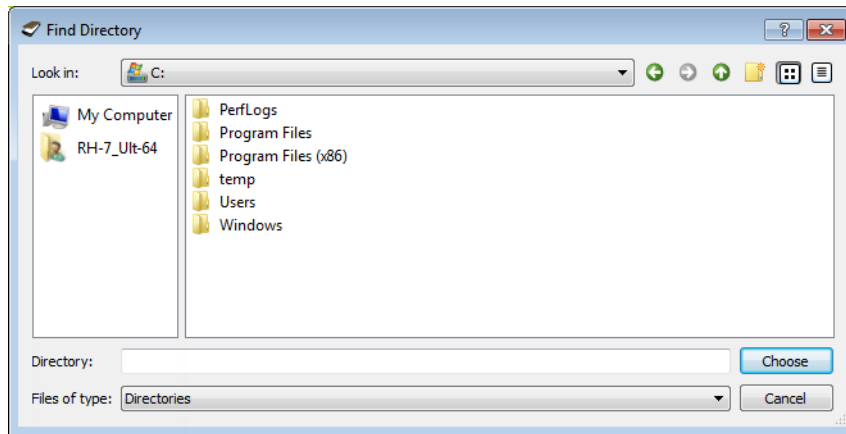 Find Directory
Look in: C:
My Computer
RH-7_Ult-64
PerfLogs
Program Files
Program Files (x86)
temp
Users
Windows
Directory: Choose
Files of type: Directories Cancel